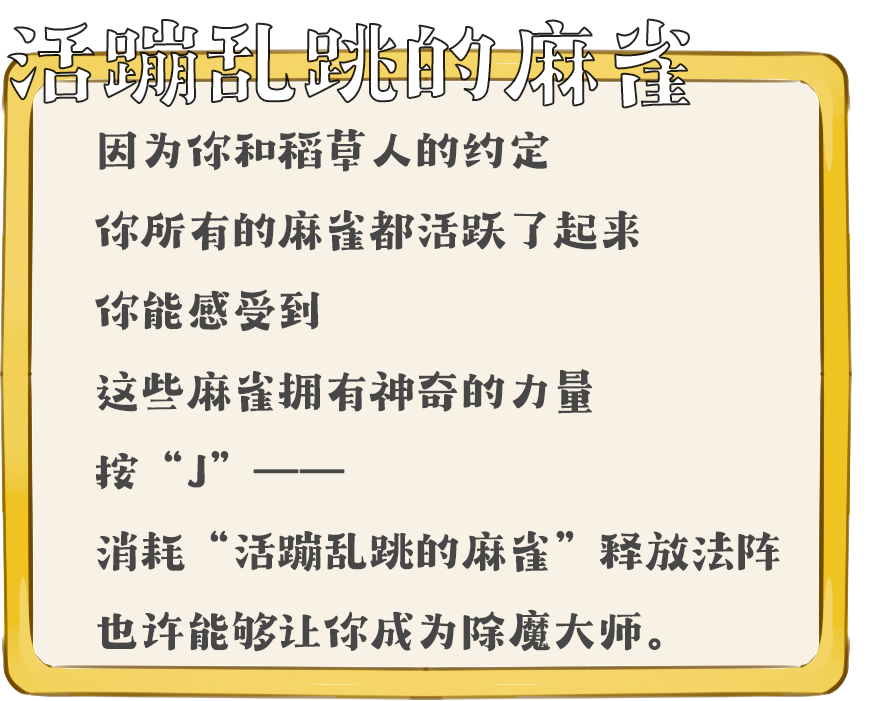 活蹦乱跳的麻雀
因为你和稻草人的约定
你所有的麻雀都活跃了起来
你能感受到
这些麻雀拥有神奇的力量
按“J”——
消耗“活蹦乱跳的麻雀”释放法阵
也许能够让你成为除魔大师。